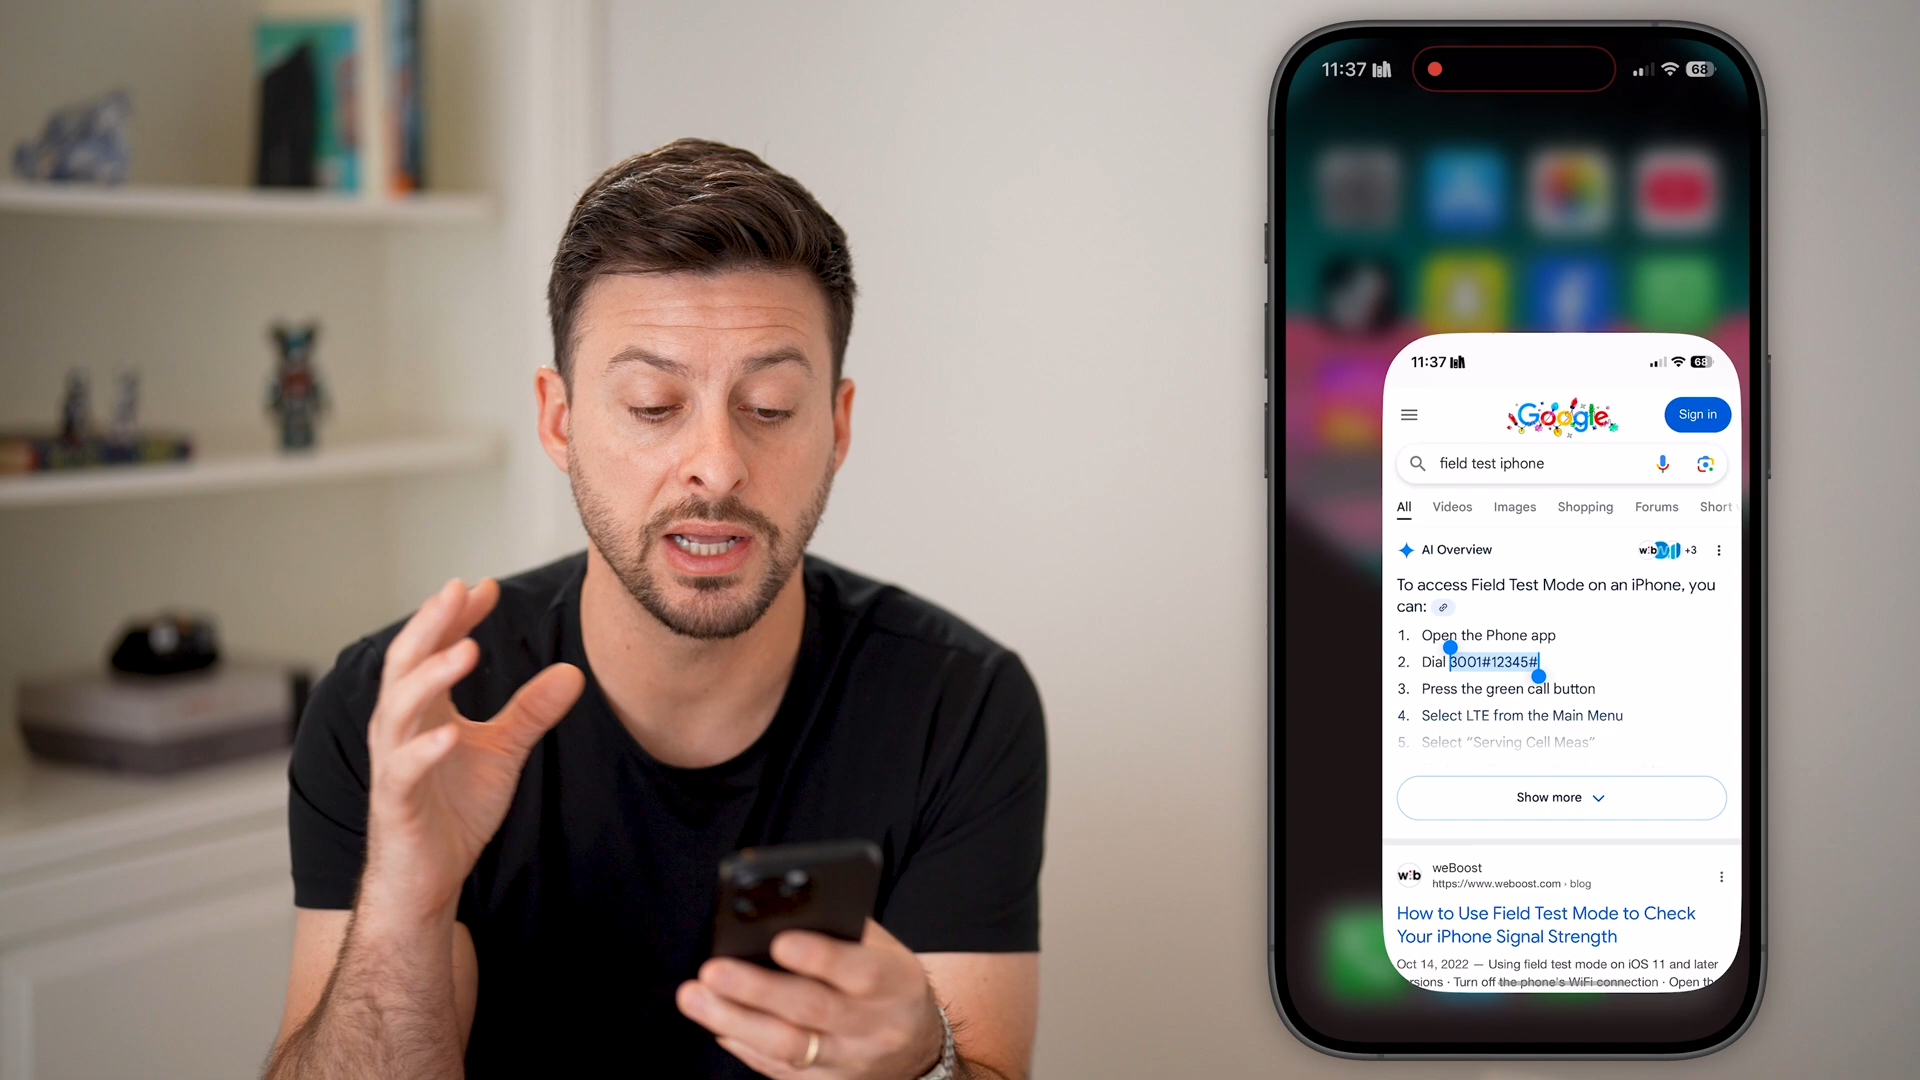 11:37
68
11:37
68
Google
Sign in
field test iphone
All Videos Images Shopping Forums Short
AI Overview
w:b +3
To access Field Test Mode on an iPhone, you
can:
1. Open the Phone app
2. Dial 3001#12345#
3. Press the green call button
4. Select LTE from the Main Menu
5. Select “Serving Cell Meas”
Show more
w:b
weBoost
https://www.weboost.com › blog
How to Use Field Test Mode to Check
Your iPhone Signal Strength
Oct 14, 2022 — Using field test mode on iOS 11 and later
rsions · Turn off the phone's WiFi connection · Open th